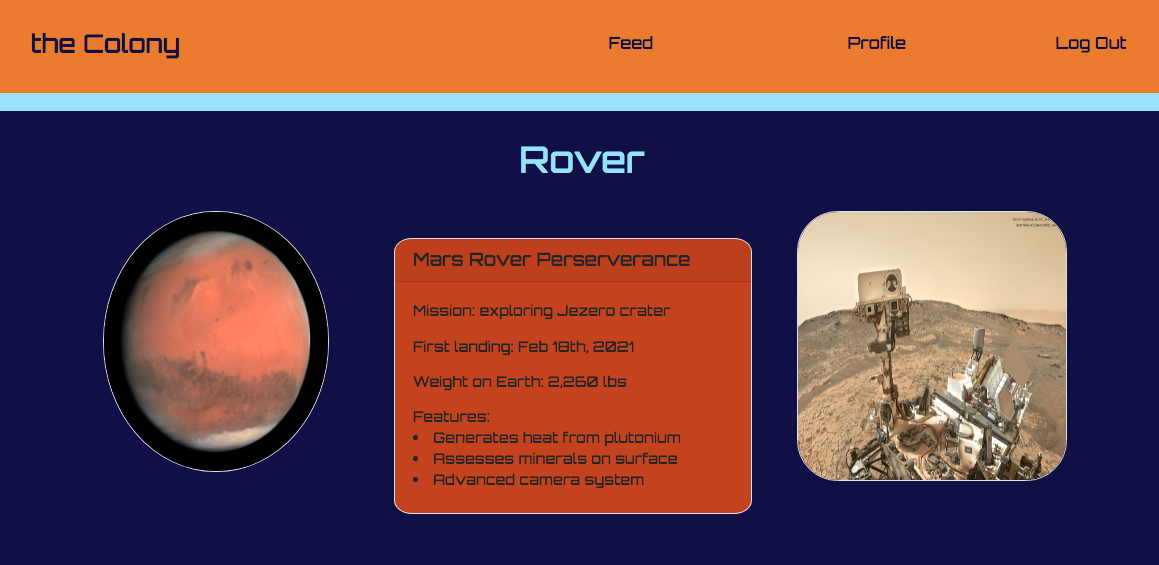 the Colony
Feed
Profile
Log Out
Rover
Mars Rover Perserverance
Mission: exploring Jezero crater
First landing: Feb 18th, 2021
Weight on Earth: 2,260 lbs
Features:
• Generates heat from plutonium
• Assesses minerals on surface
• Advanced camera system